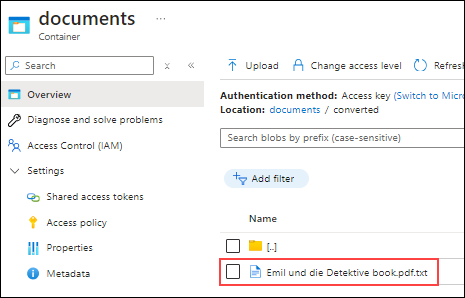 documents
Container
Search
Overview
Diagnose and solve problems
Access Control (IAM)
Settings
Shared access tokens
Access policy
Properties
Metadata
Upload Change access level Refresh
Authentication method: Access key (Switch to Micro
Location: documents / converted
Search blobs by prefix (case-sensitive)
Add filter
Name
[..]
Emil und die Detektive book.pdf.txt